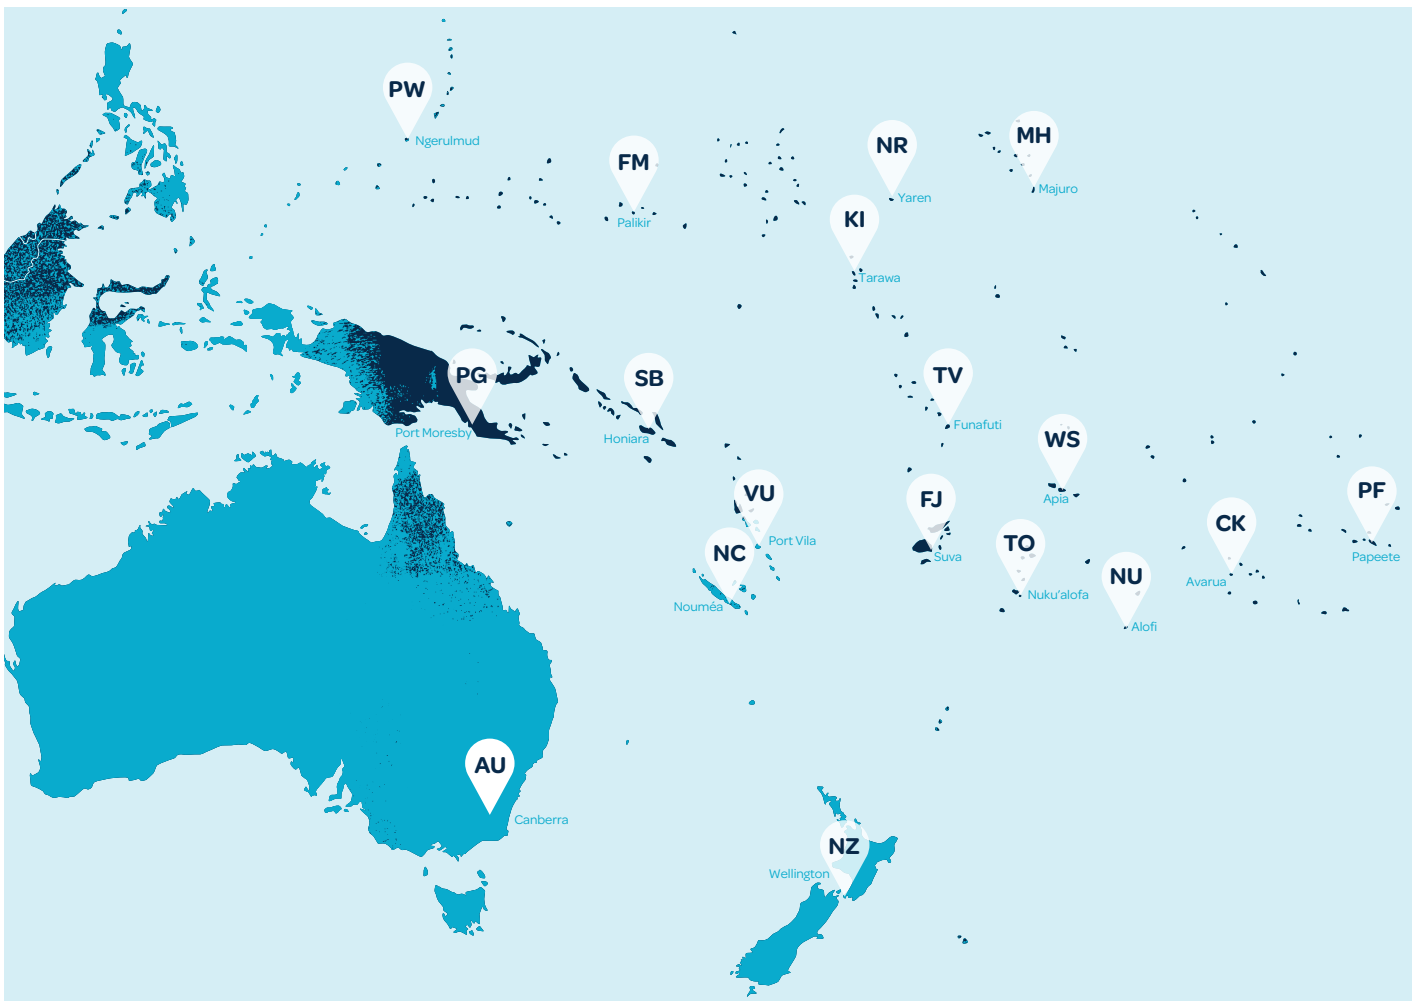 PW
Ngerulmud
FM
Palikir
NR
Yaren
MH
Majuro
KI
Tarawa
PG
Port Moresby
SB
Honiara
TV
Funafuti
WS
Apia
VU
Port Vila
NC
Nouméa
FJ
Suva
TO
Nuku’alofa
NU
Alofi
CK
Avarua
PF
Papeete
AU
Canberra
NZ
Wellington